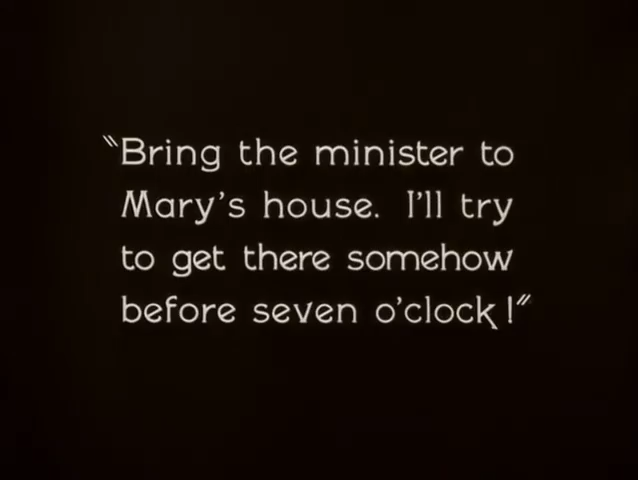 "Bring the minister to
Mary's house. I'll try
to get there somehow
before seven o'clock!"